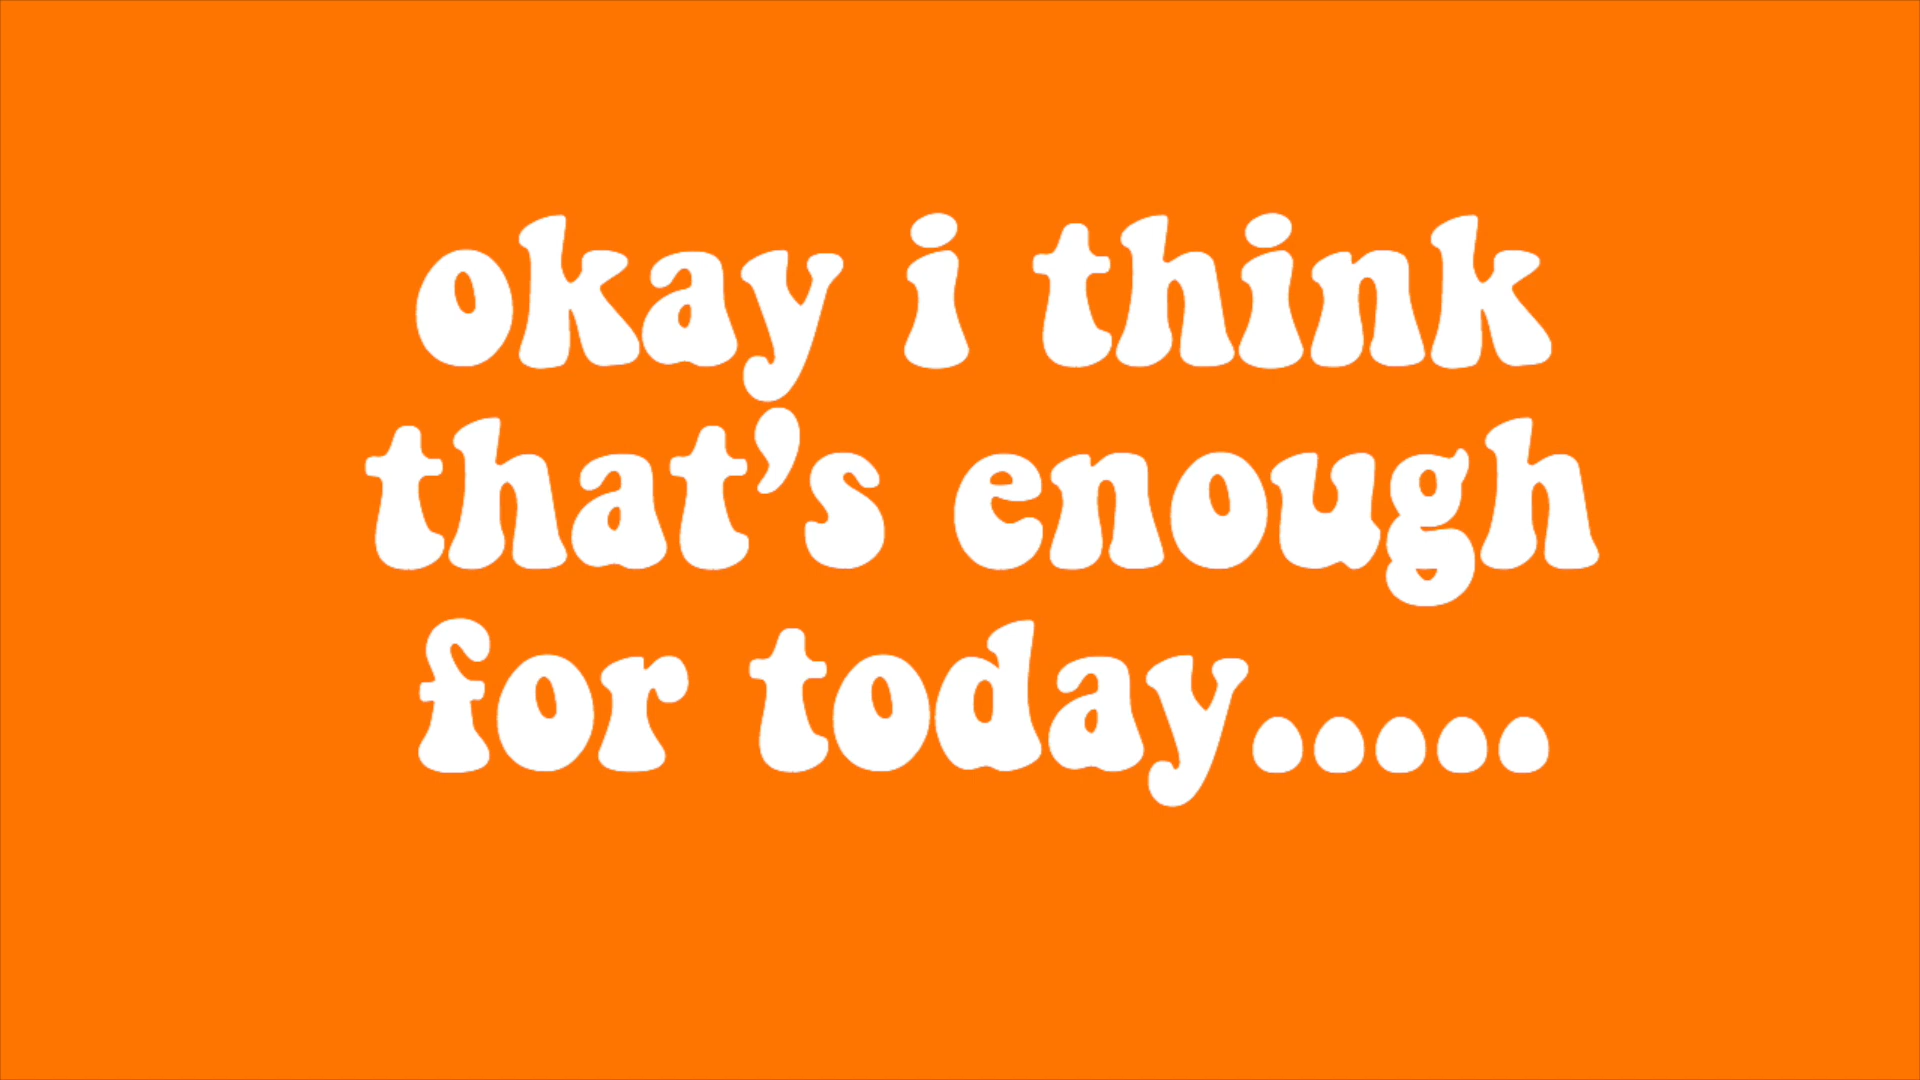 okay i think
that’s enough
for today.....